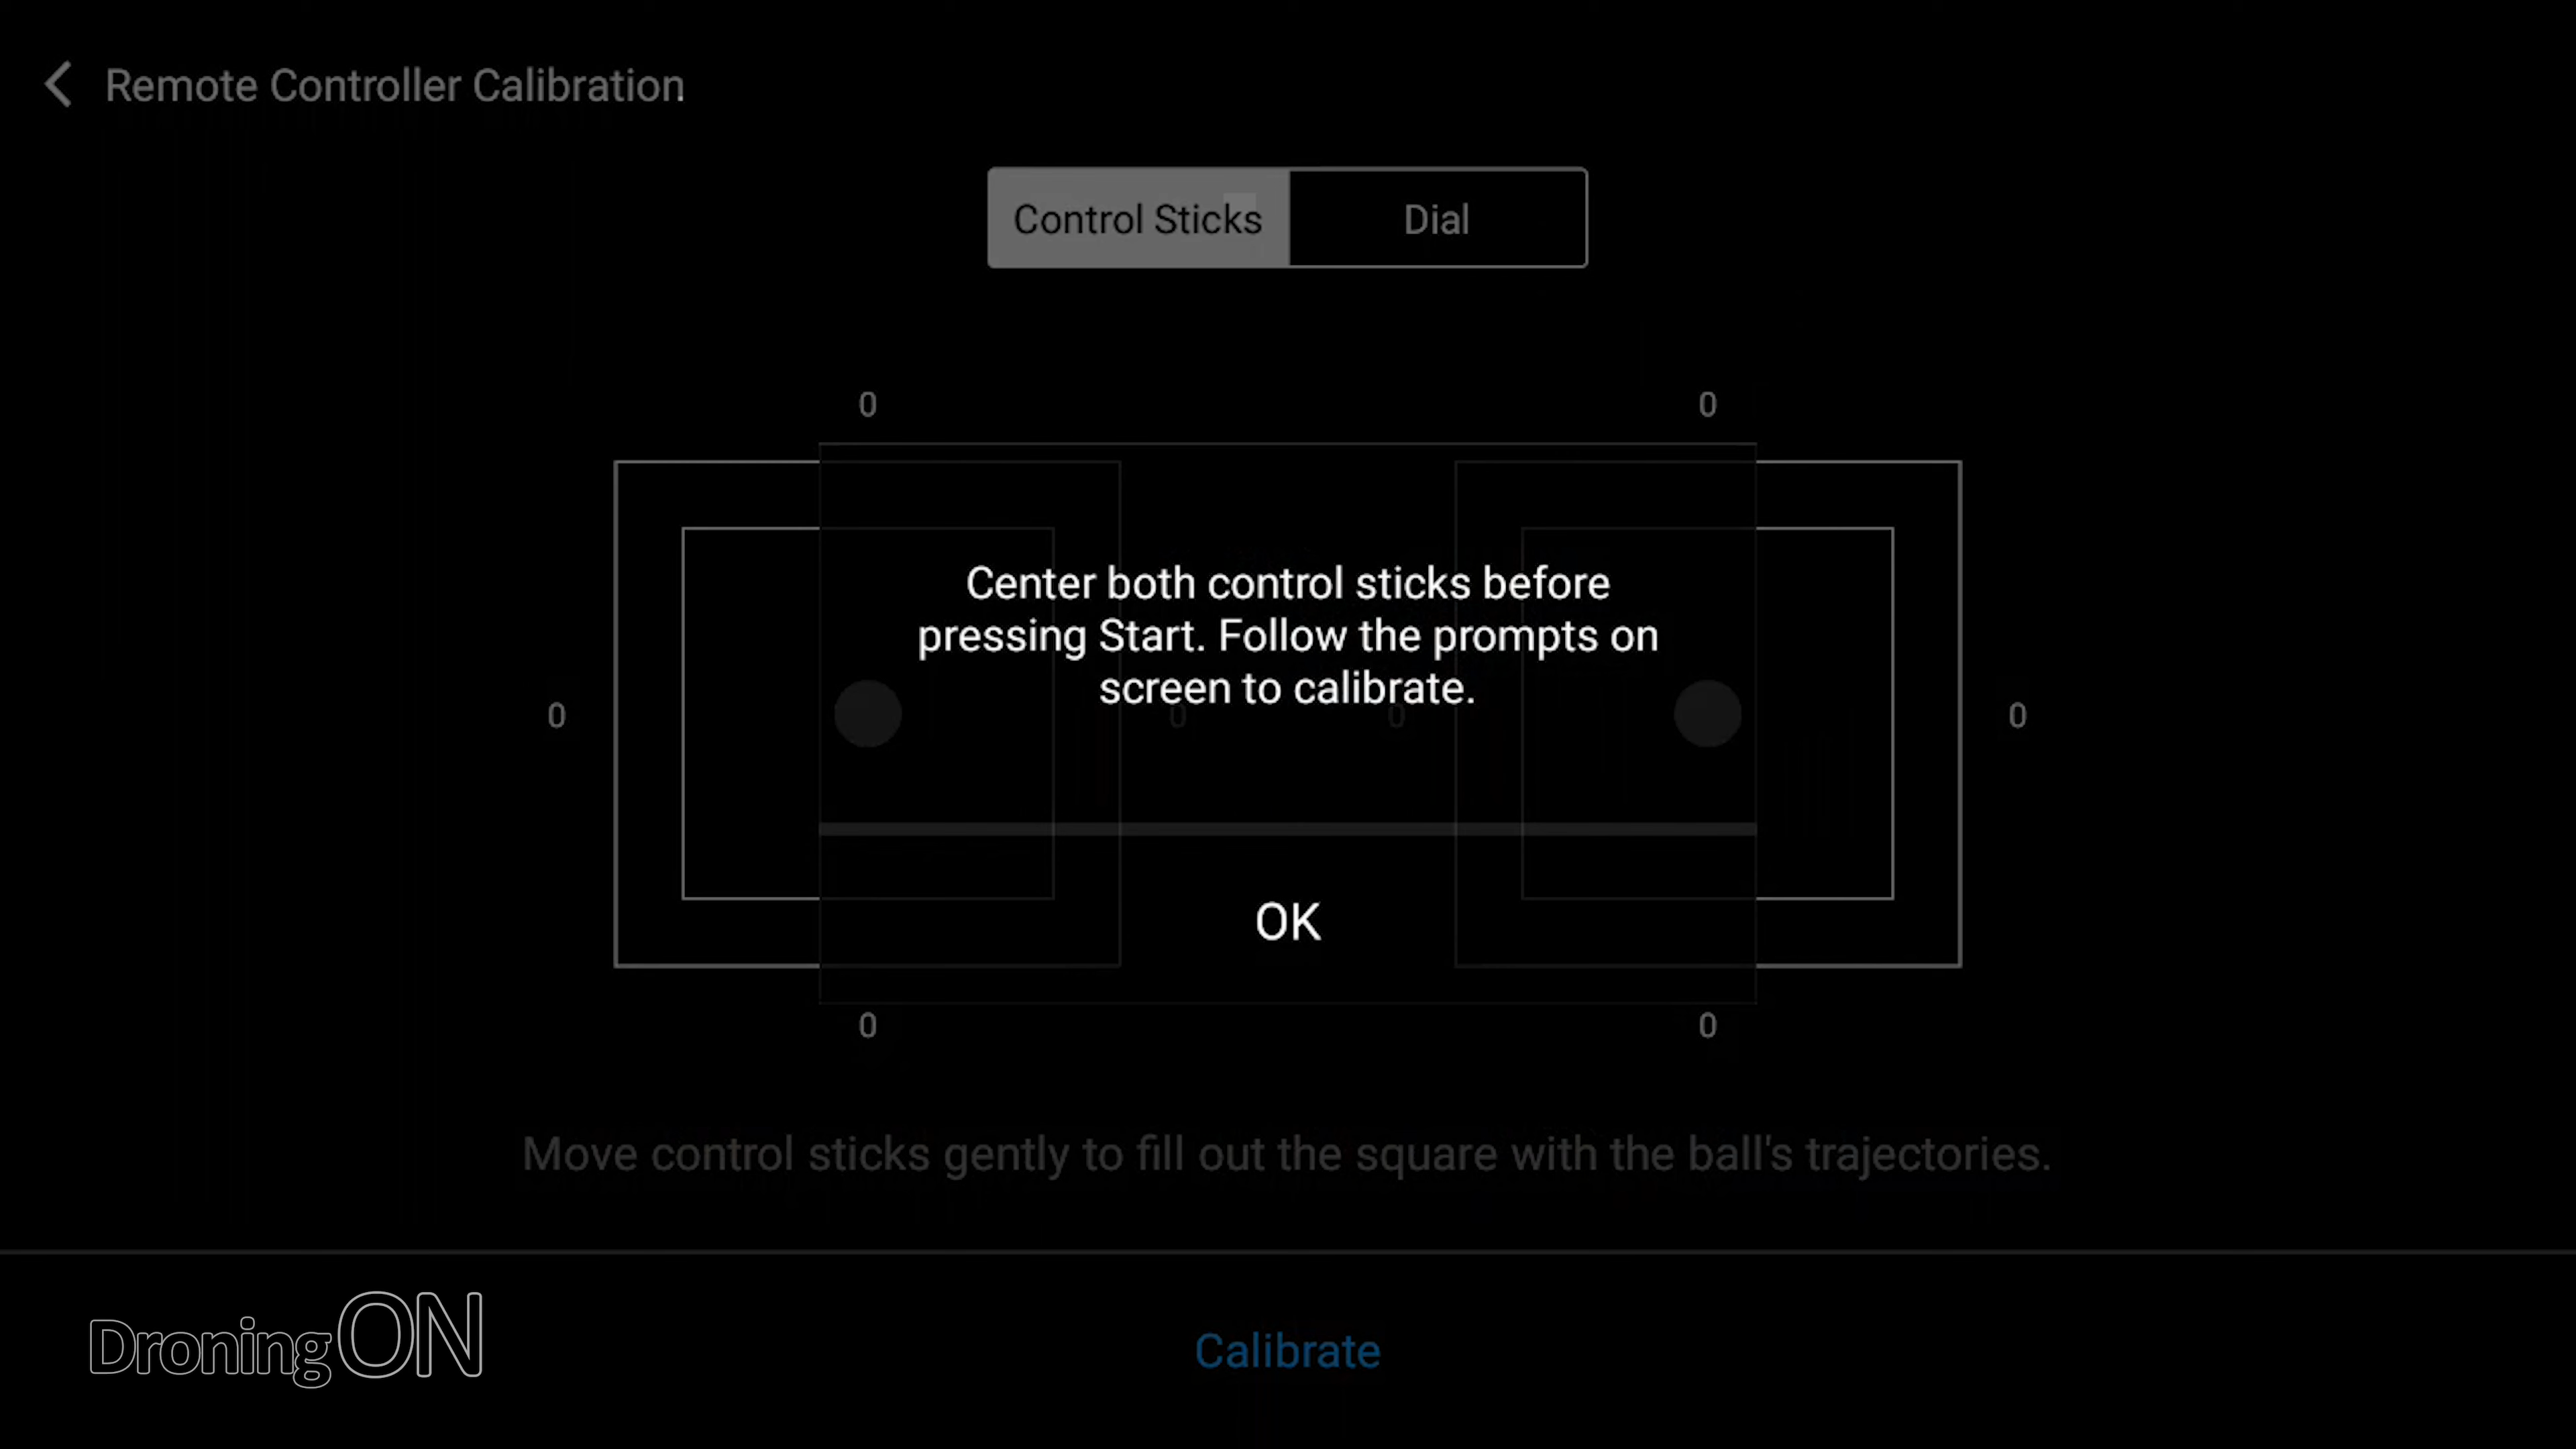 Remote Controller Calibration
Control Sticks
Dial
0
0
Center both control sticks before
pressing Start. Follow the prompts on
screen to calibrate.
0
0
0
0
OK
0
0
Move control sticks gently to fill out the square with the ball's trajectories.
DroningON
Calibrate